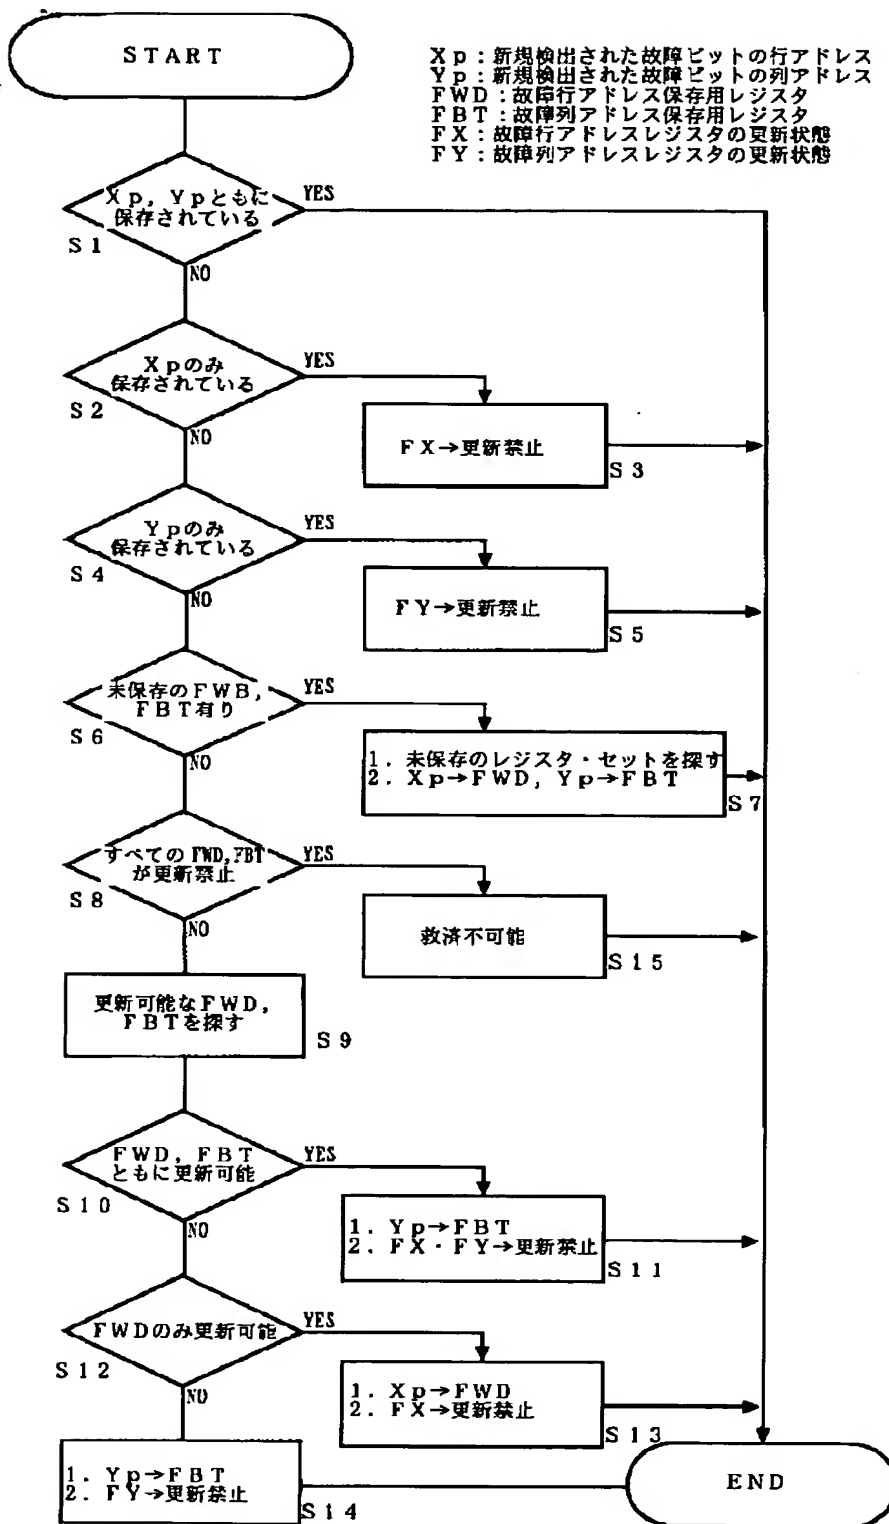 START
Xp：新規検出された故障ビットの行アドレス
Yp：新規検出された故障ビットの列アドレス
FWD：故障行アドレス保存用レジスタ
FBT：故障列アドレス保存用レジスタ
FX：故障行アドレスレジスタの更新状態
FY：故障列アドレスレジスタの更新状態
Xp，Ypともに
保存されている
YES
S1
NO
Xpのみ
保存されている
YES
S2
NO
FX→更新禁止
S3
Ypのみ
保存されている
YES
S4
NO
FY→更新禁止
S5
未保存のFWB，
FBT有り
YES
S6
NO
1．未保存のレジスタ・セットを探す
2．Xp→FWD，Yp→FBT
S7
すべてのFWD,FBT
が更新禁止
YES
S8
NO
救済不可能
S15
更新可能なFWD，
FBTを探す
S9
FWD，FBT
ともに更新可能
YES
S10
NO
1．Yp→FBT
2．FX・FY→更新禁止
S11
FWDのみ更新可能
YES
S12
NO
1．Xp→FWD
2．FX→更新禁止
S13
1．Yp→FBT
2．FY→更新禁止
S14
END